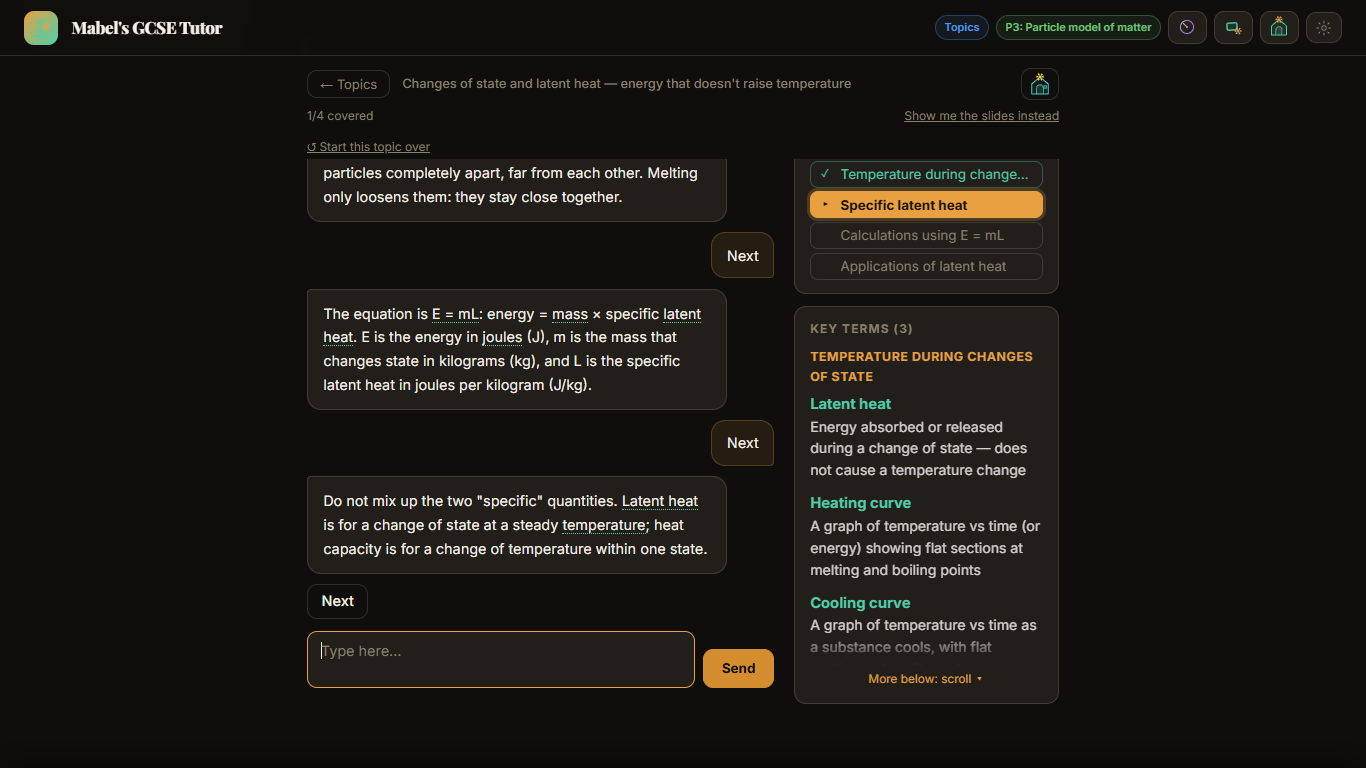 Mabel's GCSE Tutor
Topics
P3: Particle model of matter
← Topics
Changes of state and latent heat — energy that doesn't raise temperature
1/4 covered
Show me the slides instead
↺ Start this topic over
particles completely apart, far from each other. Melting
only loosens them: they stay close together.
Next
The equation is E = mL: energy = mass × specific latent
heat. E is the energy in joules (J), m is the mass that
changes state in kilograms (kg), and L is the specific
latent heat in joules per kilogram (J/kg).
Next
Do not mix up the two "specific" quantities. Latent heat
is for a change of state at a steady temperature; heat
capacity is for a change of temperature within one state.
Next
Type here...
Send
✓ Temperature during change...
‣ Specific latent heat
Calculations using E = mL
Applications of latent heat
KEY TERMS (3)
TEMPERATURE DURING CHANGES
OF STATE
Latent heat
Energy absorbed or released
during a change of state — does
not cause a temperature change
Heating curve
A graph of temperature vs time (or
energy) showing flat sections at
melting and boiling points
Cooling curve
A graph of temperature vs time as
a substance cools, with flat
More below: scroll ▾